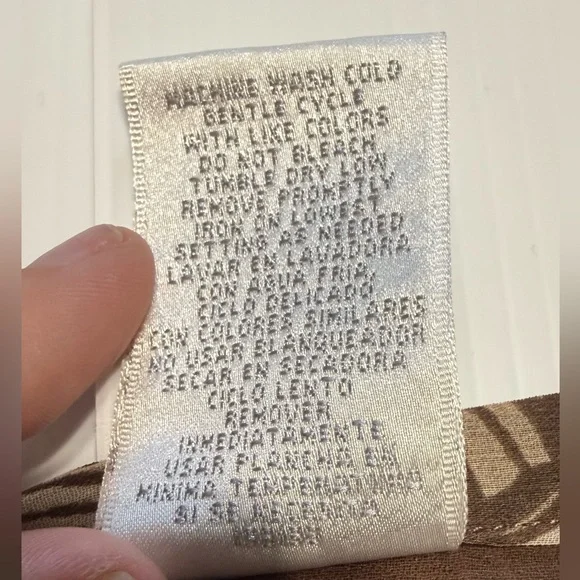 MACHINE WASH COLD
GENTLE CYCLE
WITH LIKE COLORS
DO NOT BLEACH
TUMBLE DRY LOW
REMOVE PROMPTLY
IRON ON LOWEST
SETTING AS NEEDED
LAVAR EN LAVADORA
CON AGUA FRIA,
CICLO DELICADO
CON COLORES SIMILARES
NO USAR BLANQUEADOR
SECAR EN SECADORA
CICLO LENTO
REMOVER
INMEDIATAMENTE
USAR PLANCHA EN
MINIMA TEMPERATURA
SI SE